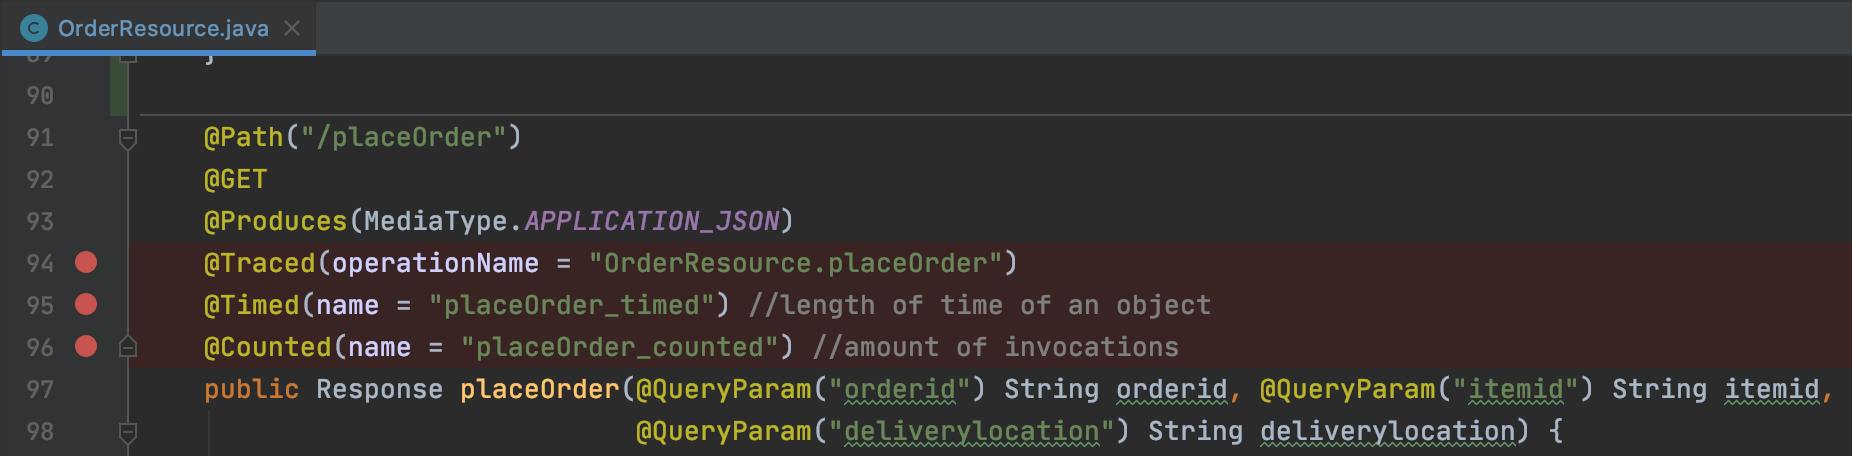 OrderResource.java
89 }
90
91 @Path("/placeOrder")
92 @GET
93 @Produces(MediaType.APPLICATION_JSON)
94 @Traced(operationName = "OrderResource.placeOrder")
95 @Timed(name = "placeOrder_timed") //length of time of an object
96 @Counted(name = "placeOrder_counted") //amount of invocations
97 public Response placeOrder(@QueryParam("orderid") String orderid, @QueryParam("itemid") String itemid,
98 @QueryParam("deliverylocation") String deliverylocation) {